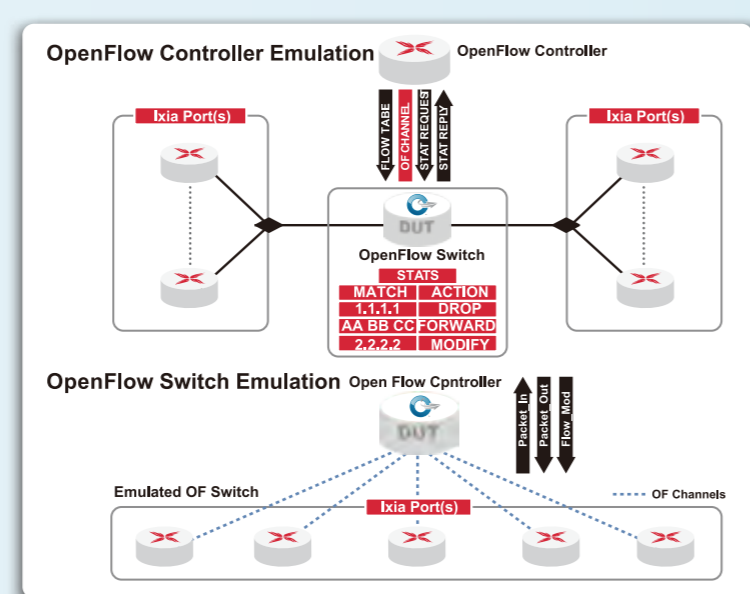 OpenFlow Controller Emulation
OpenFlow Controller
Ixia Port(s)
Ixia Port(s)
FLOW TABE
OF CHANNEL
STAT REQUEST
STAT REPLY
DUT
OpenFlow Switch
STATS
MATCH ACTION
1.1.1.1 DROP
AA BB CC FORWARD
2.2.2.2 MODIFY
OpenFlow Switch Emulation
Open Flow Cpntroller
Packet_In
Packet_Out
Flow_Mod
DUT
Emulated OF Switch
OF Channels
Ixia Port(s)